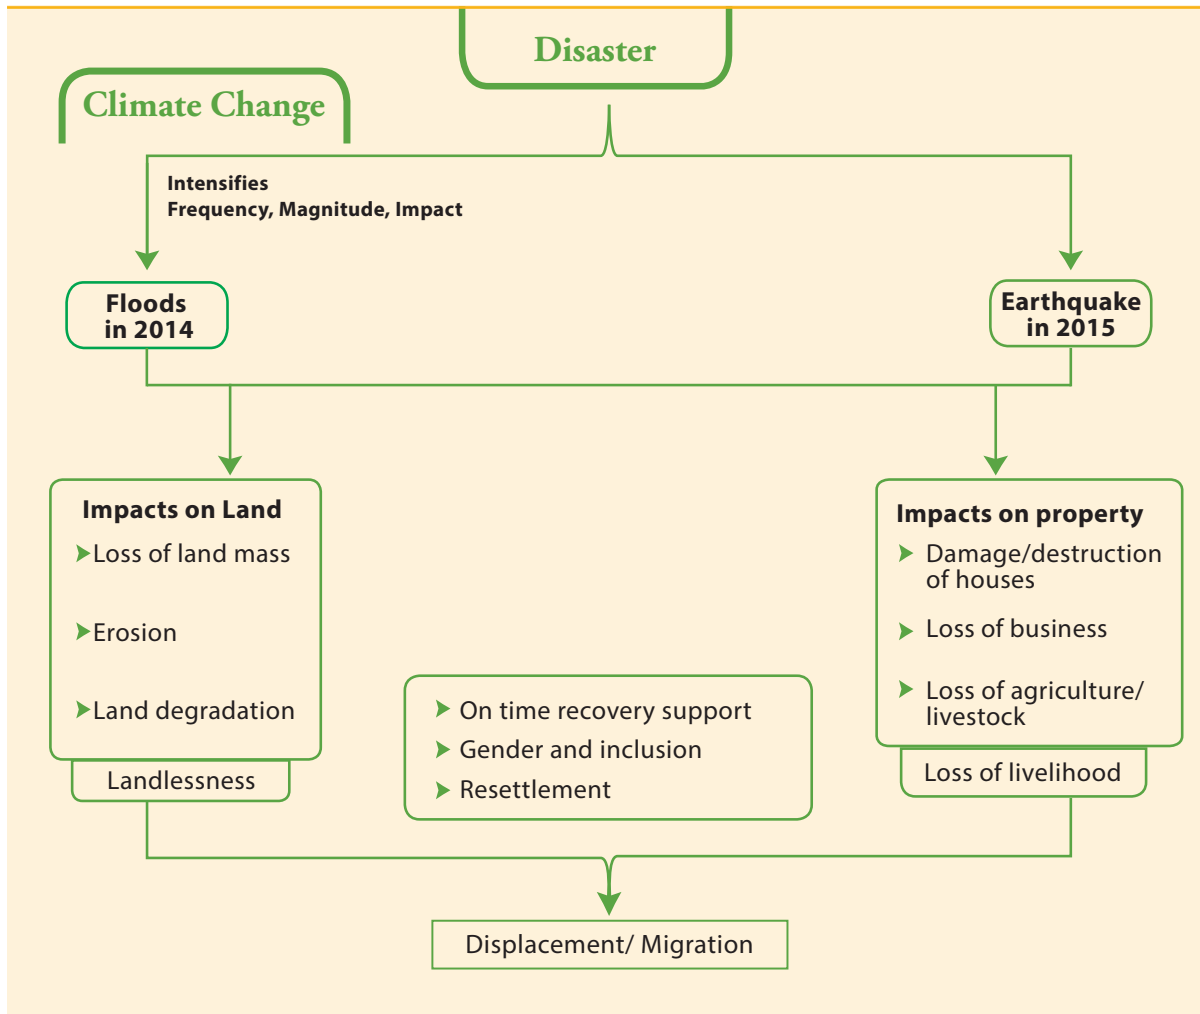 Disaster
Climate Change
Intensifies
Frequency, Magnitude, Impact
Floods
in 2014
Earthquake
in 2015
Impacts on Land
Loss of land mass
Erosion
Land degradation
Landlessness
On time recovery support
Gender and inclusion
Resettlement
Impacts on property
Damage/destruction
of houses
Loss of business
Loss of agriculture/
livestock
Loss of livelihood
Displacement/ Migration